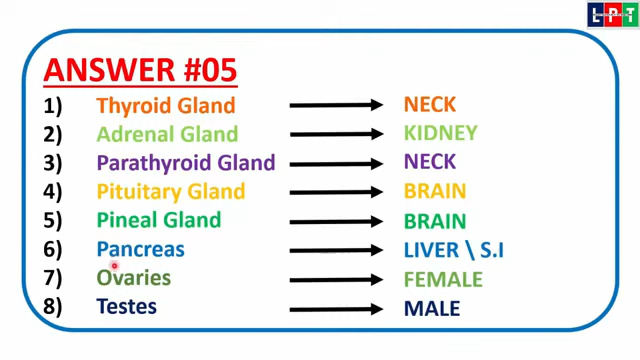 LPT
ANSWER #05
1) Thyroid Gland NECK
2) Adrenal Gland KIDNEY
3) Parathyroid Gland NECK
4) Pituitary Gland BRAIN
5) Pineal Gland BRAIN
6) Pancreas LIVER \ S.I
7) Ovaries FEMALE
8) Testes MALE